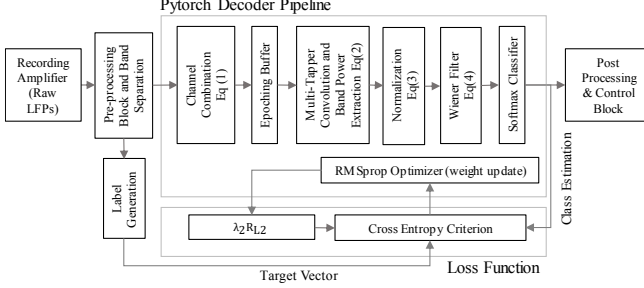 Pytorch Decoder Pipeline
Recording
Amplifier
(Raw
LFPs)
Pre-processing
Block and Band
Separation
Channel
Combination
Eq (1)
Epoching Buffer
Multi-Tapper
Convolution and
Band Power
Extraction Eq(2)
Normalization
Eq(3)
Wiener Filter
Eq(4)
Softmax Classifier
Post
Processing
& Control
Block
Label
Generation
RMSprop Optimizer (weight update)
Class Estimation
λ2RL2
Cross Entropy Criterion
Target Vector
Loss Function